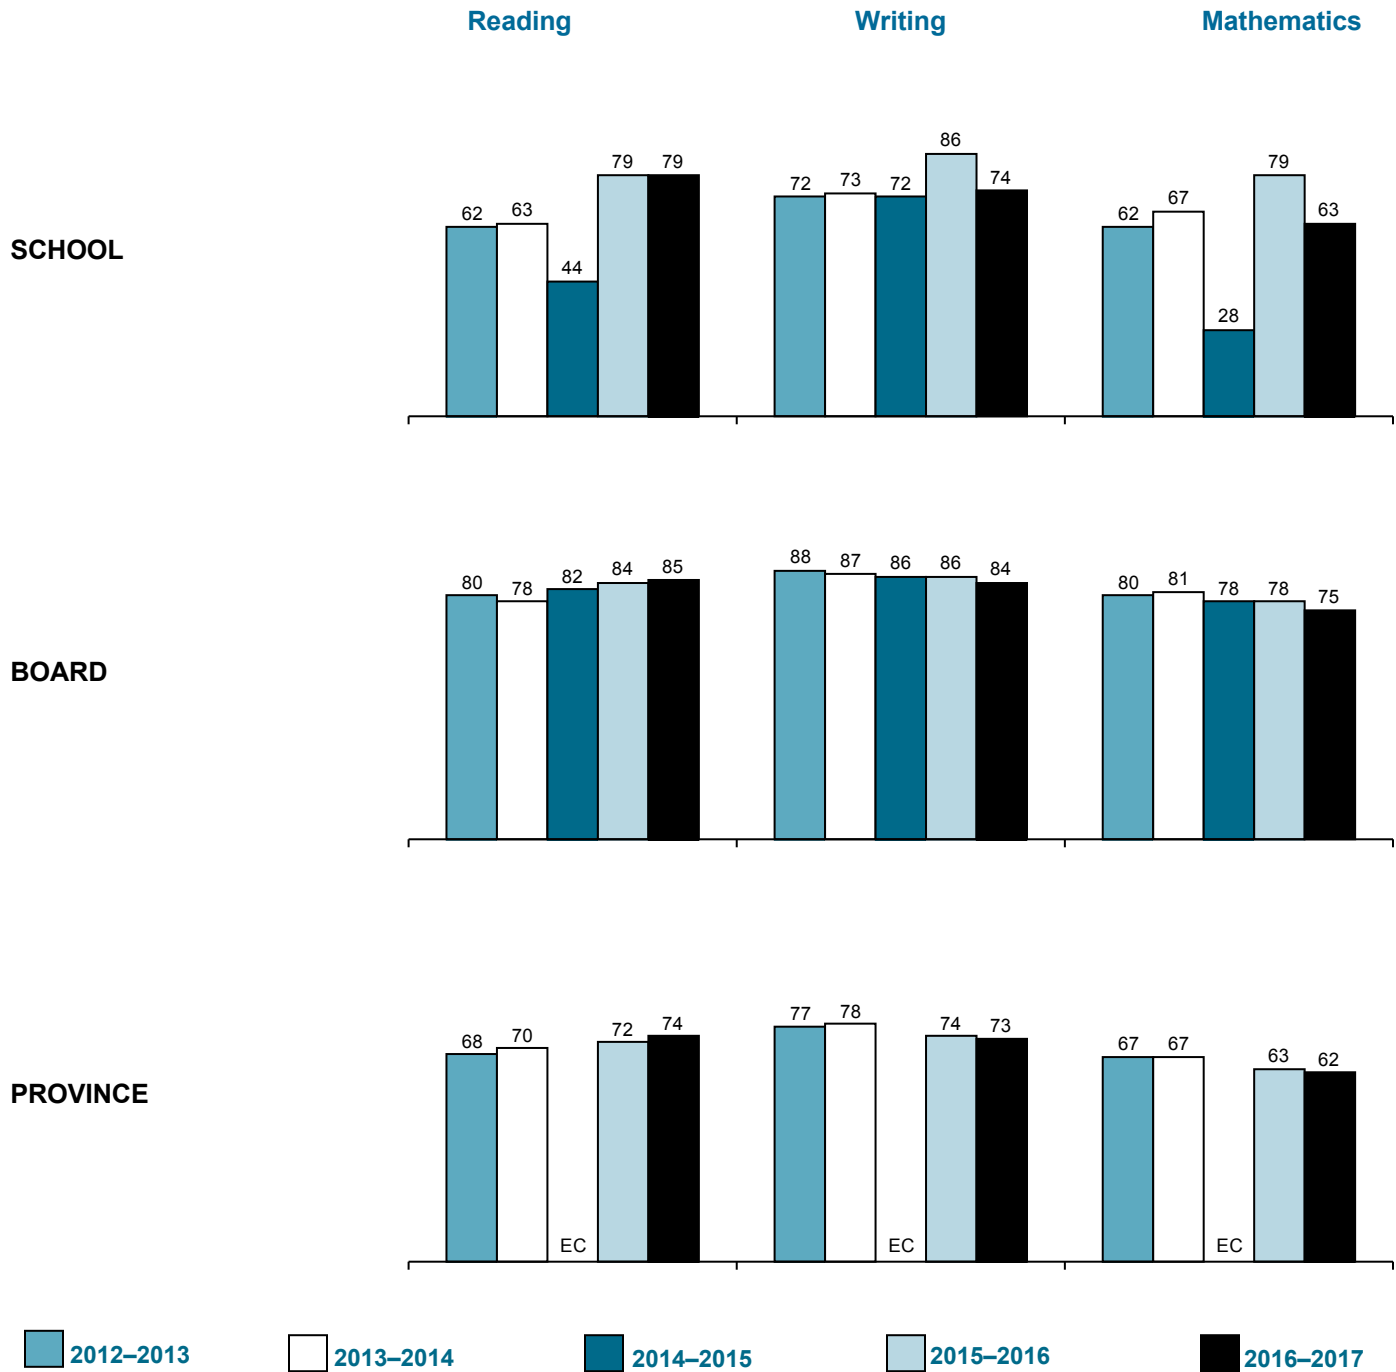 Reading Writing Mathematics
SCHOOL
62 63 44 79 79 72 73 72 86 74 62 67 28 79 63
BOARD
80 78 82 84 85 88 87 86 86 84 80 81 78 78 75
PROVINCE
68 70 EC 72 74 77 78 EC 74 73 67 67 EC 63 62
2012–2013 2013–2014 2014–2015 2015–2016 2016–2017